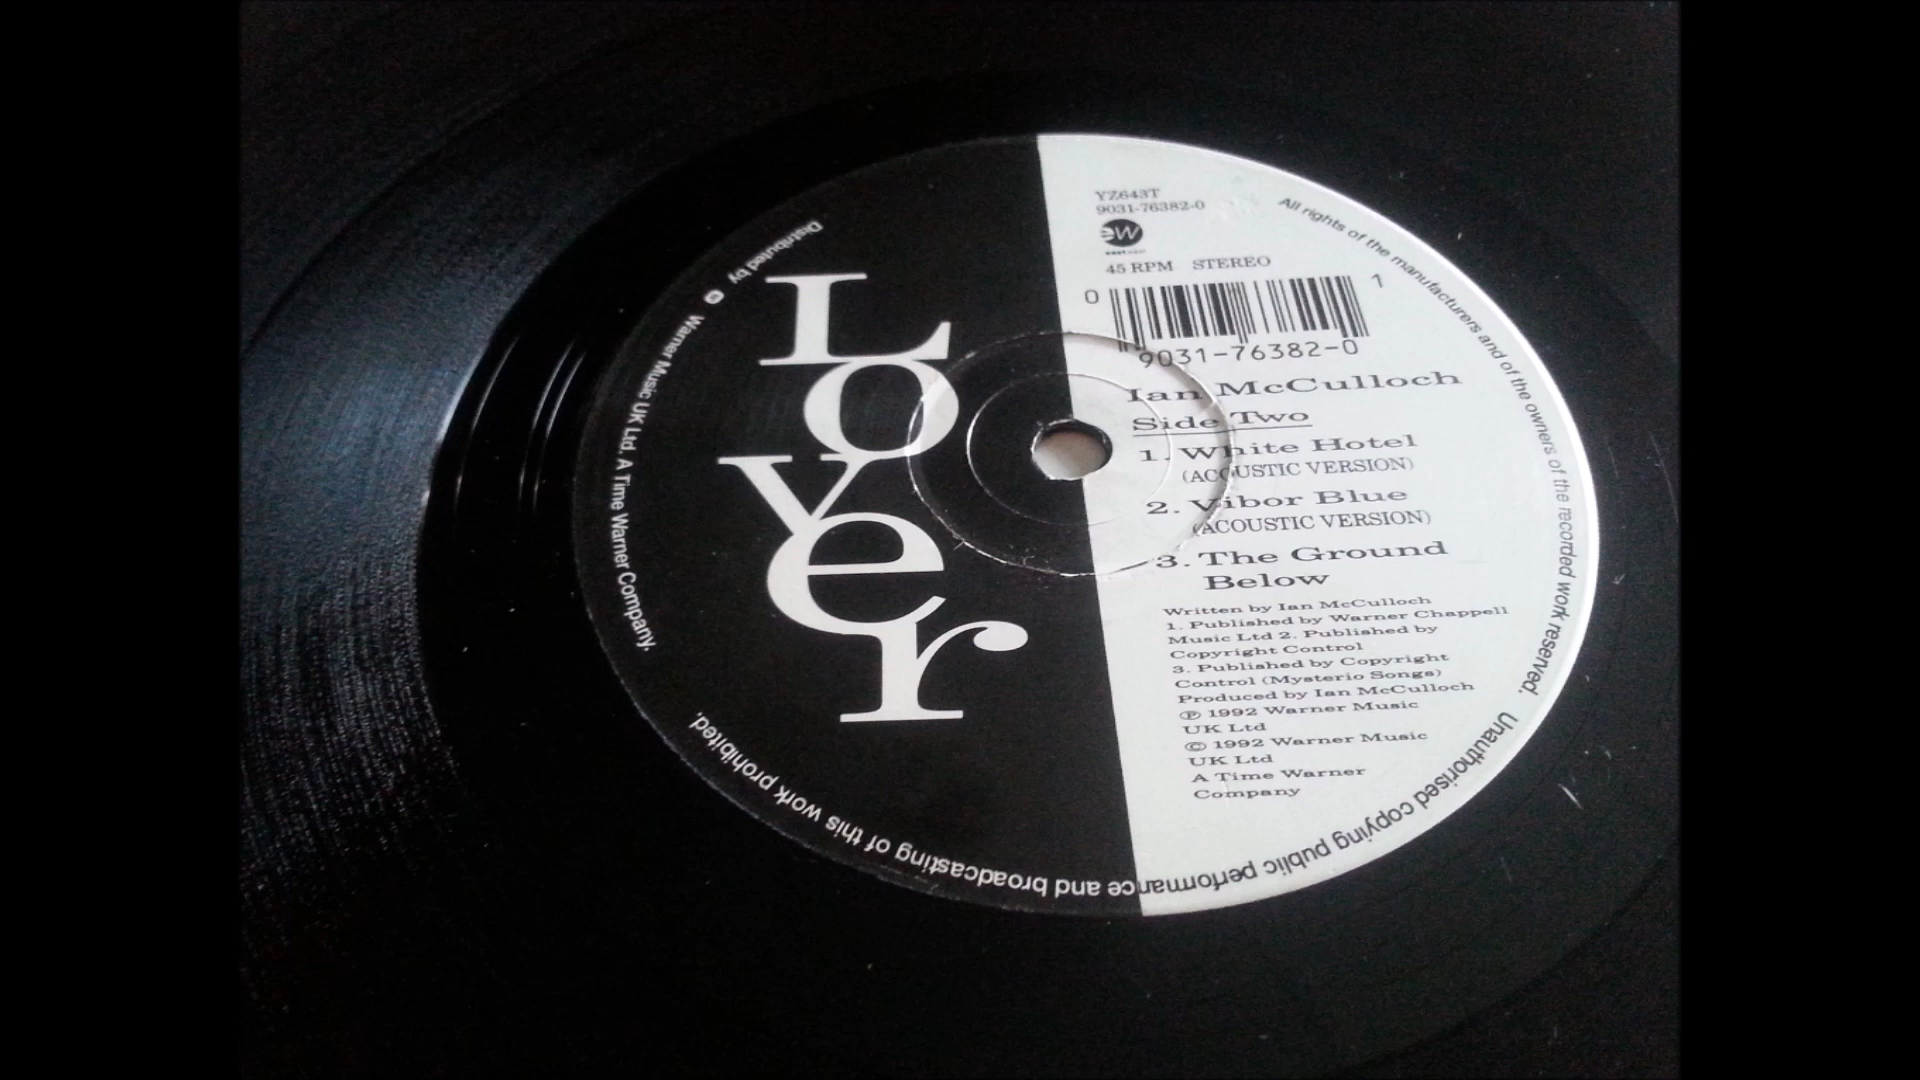 Lover
YZ643T
9031-76382-0
ew
45 RPM STEREO
0 1
9031-76382-0
Ian McCulloch
Side Two
1. White Hotel
(ACOUSTIC VERSION)
2. Vibor Blue
(ACOUSTIC VERSION)
3. The Ground
Below
Written by Ian McCulloch
1. Published by Warner Chappell
Music Ltd 2. Published by
Copyright Control
3. Published by Copyright
Control (Mysterio Songs)
Produced by Ian McCulloch
℗ 1992 Warner Music
UK Ltd
© 1992 Warner Music
UK Ltd
A Time Warner
Company
All rights of the manufacturers and of the owners of the recorded work reserved.
Unauthorised copying public performance and broadcasting of this work prohibited.
Distributed by Warner Music UK Ltd. A Time Warner Company.